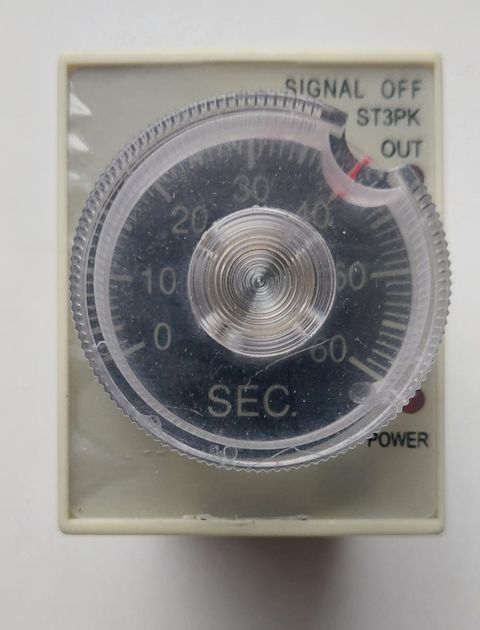 SIGNAL OFF
ST3PK
OUT
30
20 40
10 50
0 60
SEC.
POWER